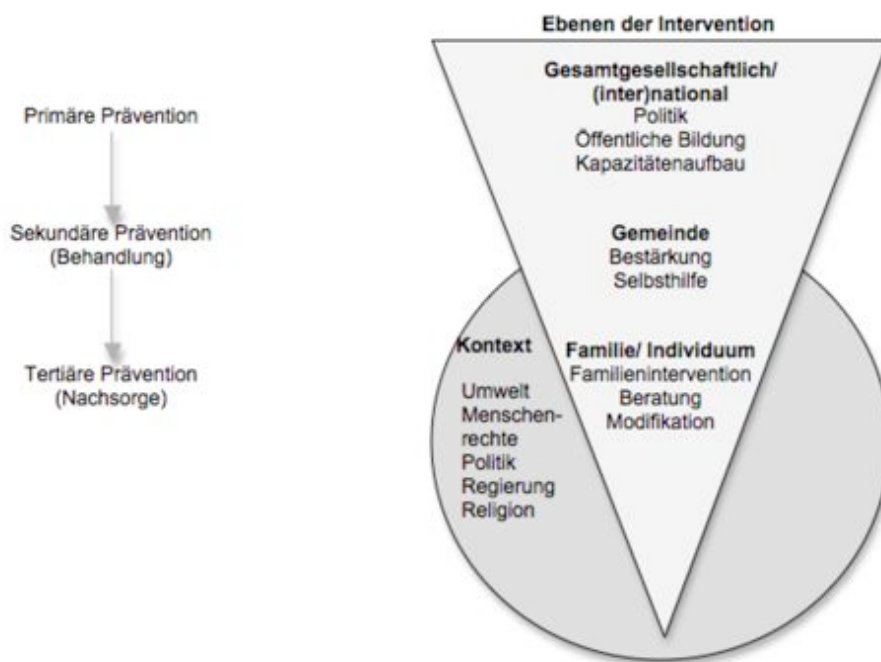 Ebenen der Intervention
Primäre Prävention
Sekundäre Prävention
(Behandlung)
Tertiäre Prävention
(Nachsorge)
Gesamtgesellschaftlich/
(inter)national
Politik
Öffentliche Bildung
Kapazitätenaufbau
Gemeinde
Bestärkung
Selbsthilfe
Familie/ Individuum
Familienintervention
Beratung
Modifikation
Kontext
Umwelt
Menschen-
rechte
Politik
Regierung
Religion